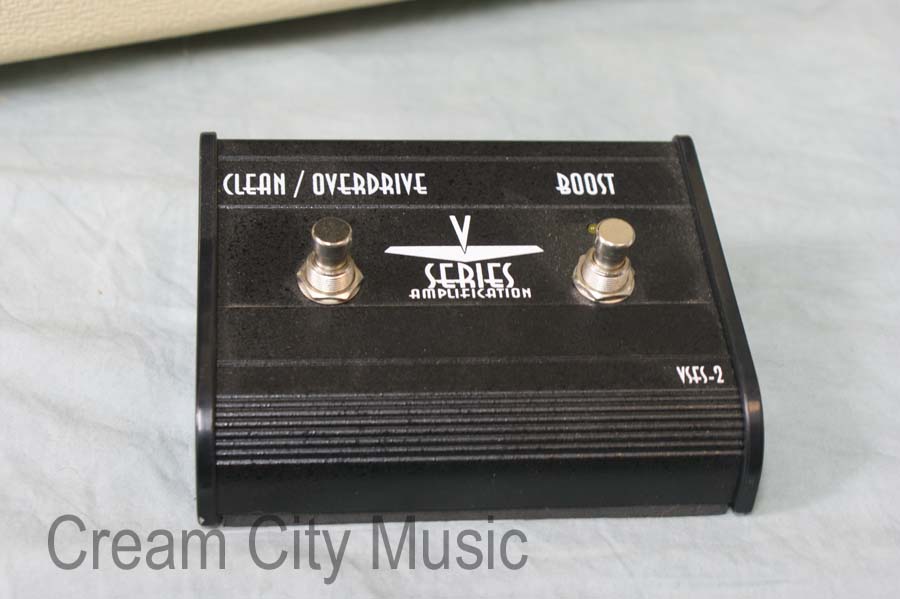 CLEAN / OVERDRIVE BOOST
V
SERIES
AMPLIFICATION
VSFS-2
Cream City Music